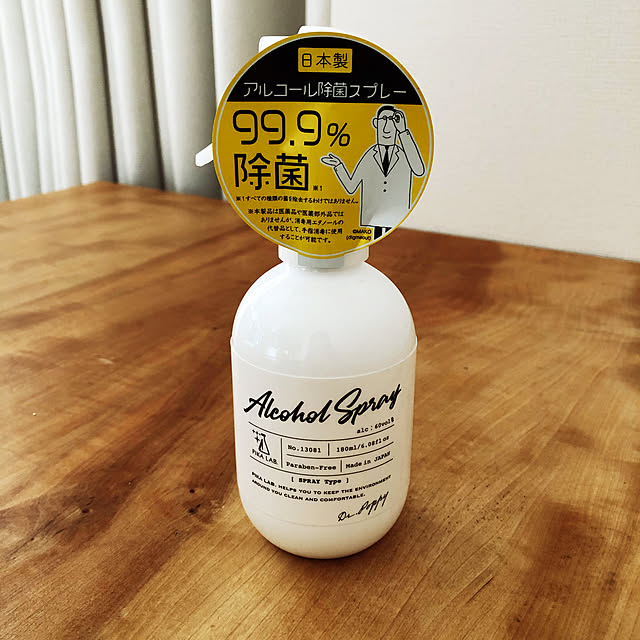 日本製
アルコール除菌スプレー
99.9%
除菌※1
※1すべての種類の菌を除去するわけではありません。
※本製品は医薬品や医薬部外品では
ありませんが、消毒用エタノールの
代替品として、手指消毒に使用
することが可能です。
©MAKO
(digmeout)
Alcohol Spray
alc : 60vol%
PIKA LAB.
No.13081
180ml/6.08fl oz
Paraben-Free
Made in JAPAN
[ SPRAY Type ]
PIKA LAB. HELPS YOU TO KEEP THE ENVIRONMENT
AROUND YOU CLEAN AND COMFORTABLE.
Dr.Poppy